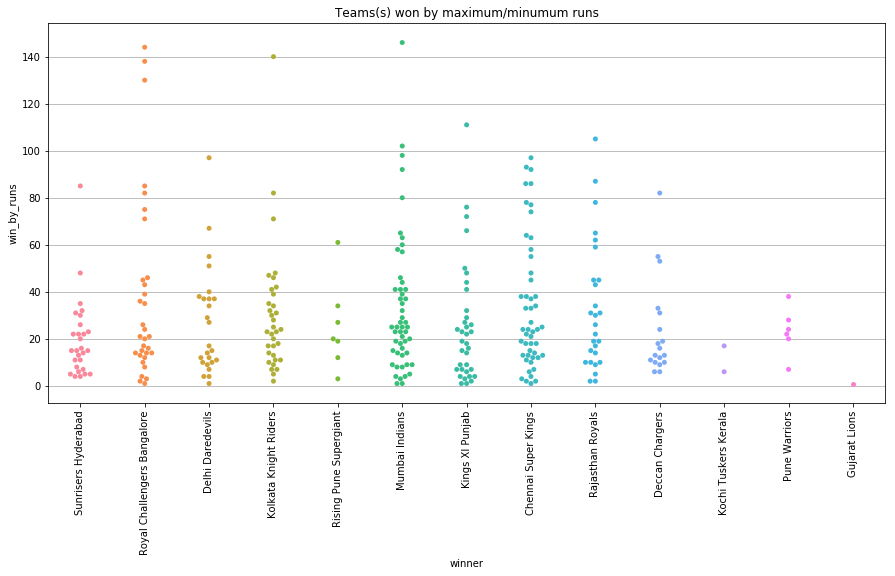 Teams(s) won by maximum/minumum runs
win_by_runs
140
120
100
80
60
40
20
0
Sunrisers Hyderabad
Royal Challengers Bangalore
Delhi Daredevils
Kolkata Knight Riders
Rising Pune Supergiant
Mumbai Indians
Kings XI Punjab
Chennai Super Kings
Rajasthan Royals
Deccan Chargers
Kochi Tuskers Kerala
Pune Warriors
Gujarat Lions
winner